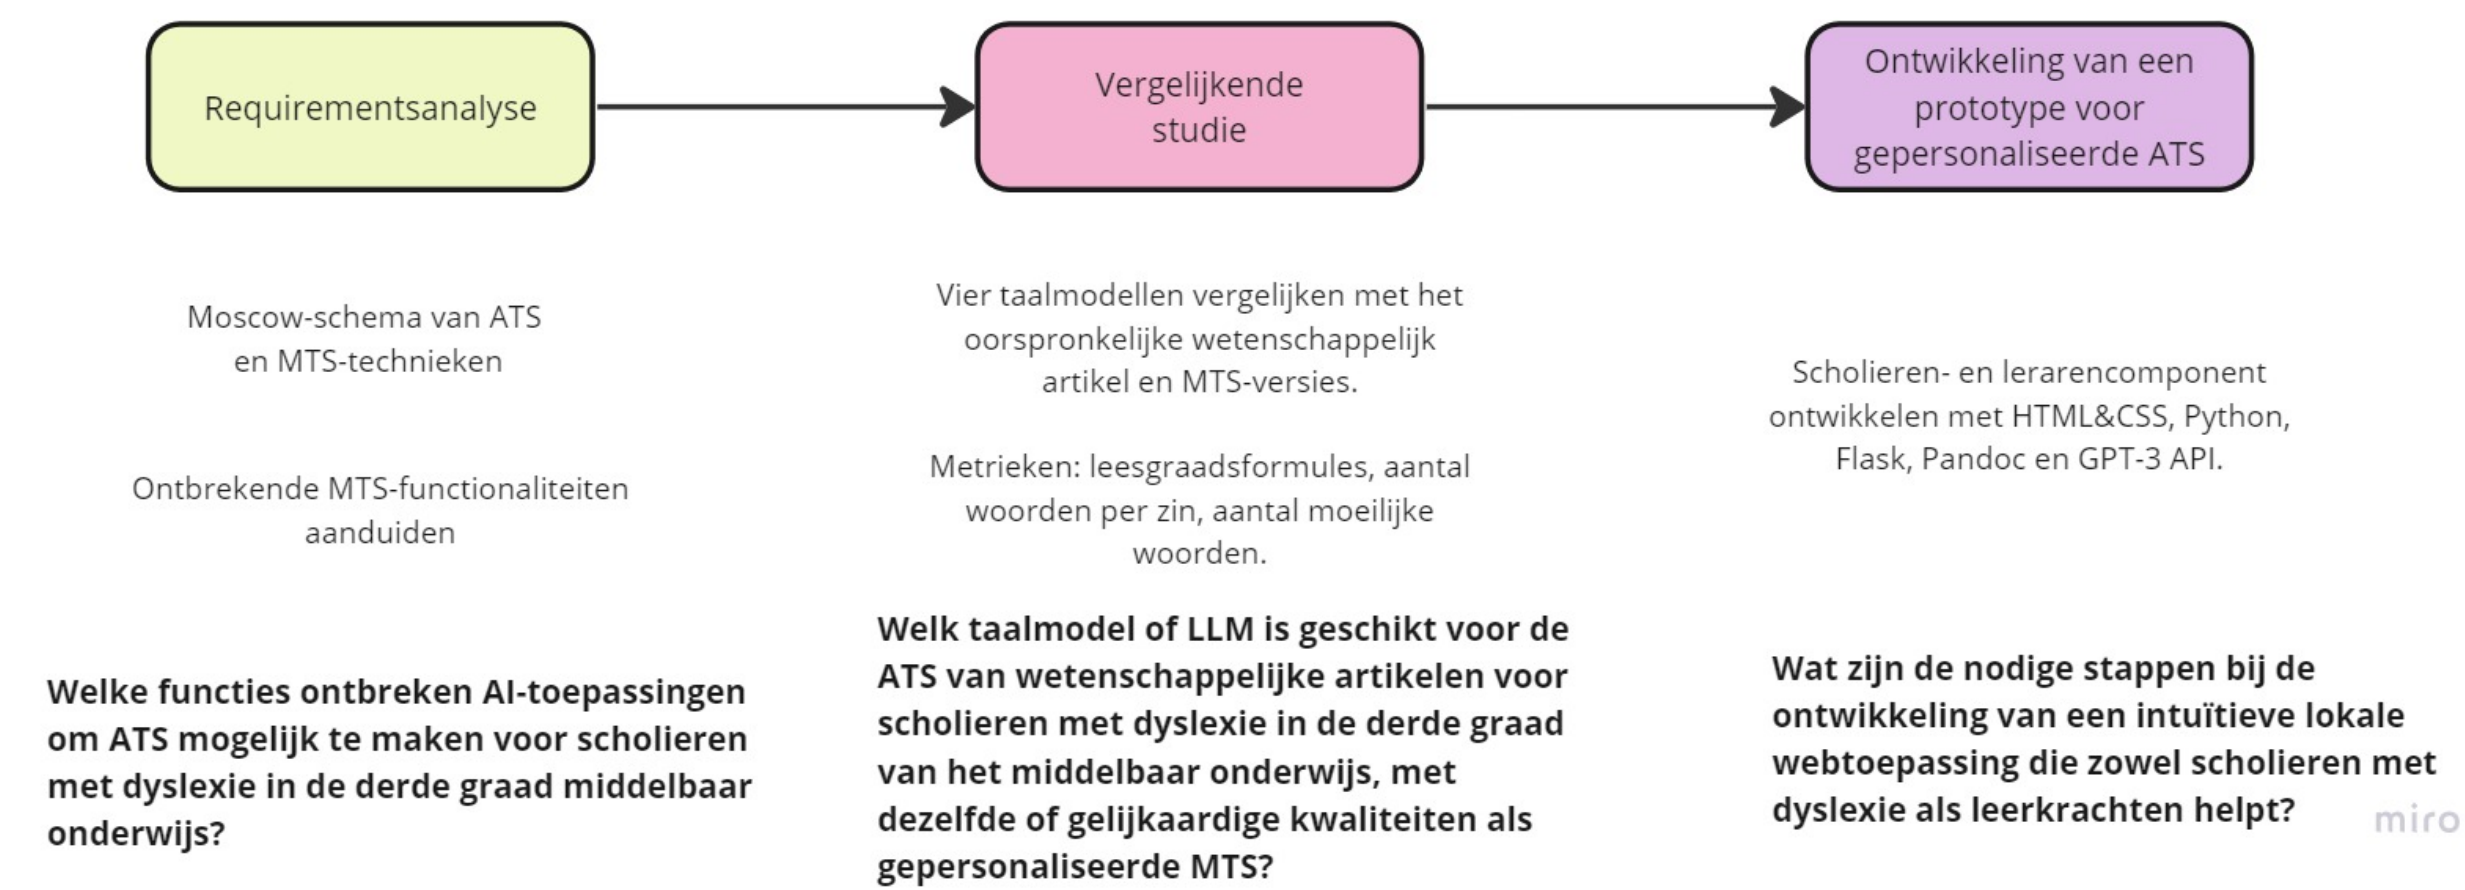 Requirementsanalyse
Vergelijkende
studie
Ontwikkeling van een
prototype voor
gepersonaliseerde ATS
Moscow-schema van ATS
en MTS-technieken
Ontbrekende MTS-functionaliteiten
aanduiden
Welke functies ontbreken AI-toepassingen
om ATS mogelijk te maken voor scholieren
met dyslexie in de derde graad middelbaar
onderwijs?
Vier taalmodellen vergelijken met het
oorspronkelijke wetenschappelijk
artikel en MTS-versies.
Metrieken: leesgraadsformules, aantal
woorden per zin, aantal moeilijke
woorden.
Welk taalmodel of LLM is geschikt voor de
ATS van wetenschappelijke artikelen voor
scholieren met dyslexie in de derde graad
van het middelbaar onderwijs, met
dezelfde of gelijkaardige kwaliteiten als
gepersonaliseerde MTS?
Scholieren- en lerarencomponent
ontwikkelen met HTML&CSS, Python,
Flask, Pandoc en GPT-3 API.
Wat zijn de nodige stappen bij de
ontwikkeling van een intuïtieve lokale
webtoepassing die zowel scholieren met
dyslexie als leerkrachten helpt?
miro